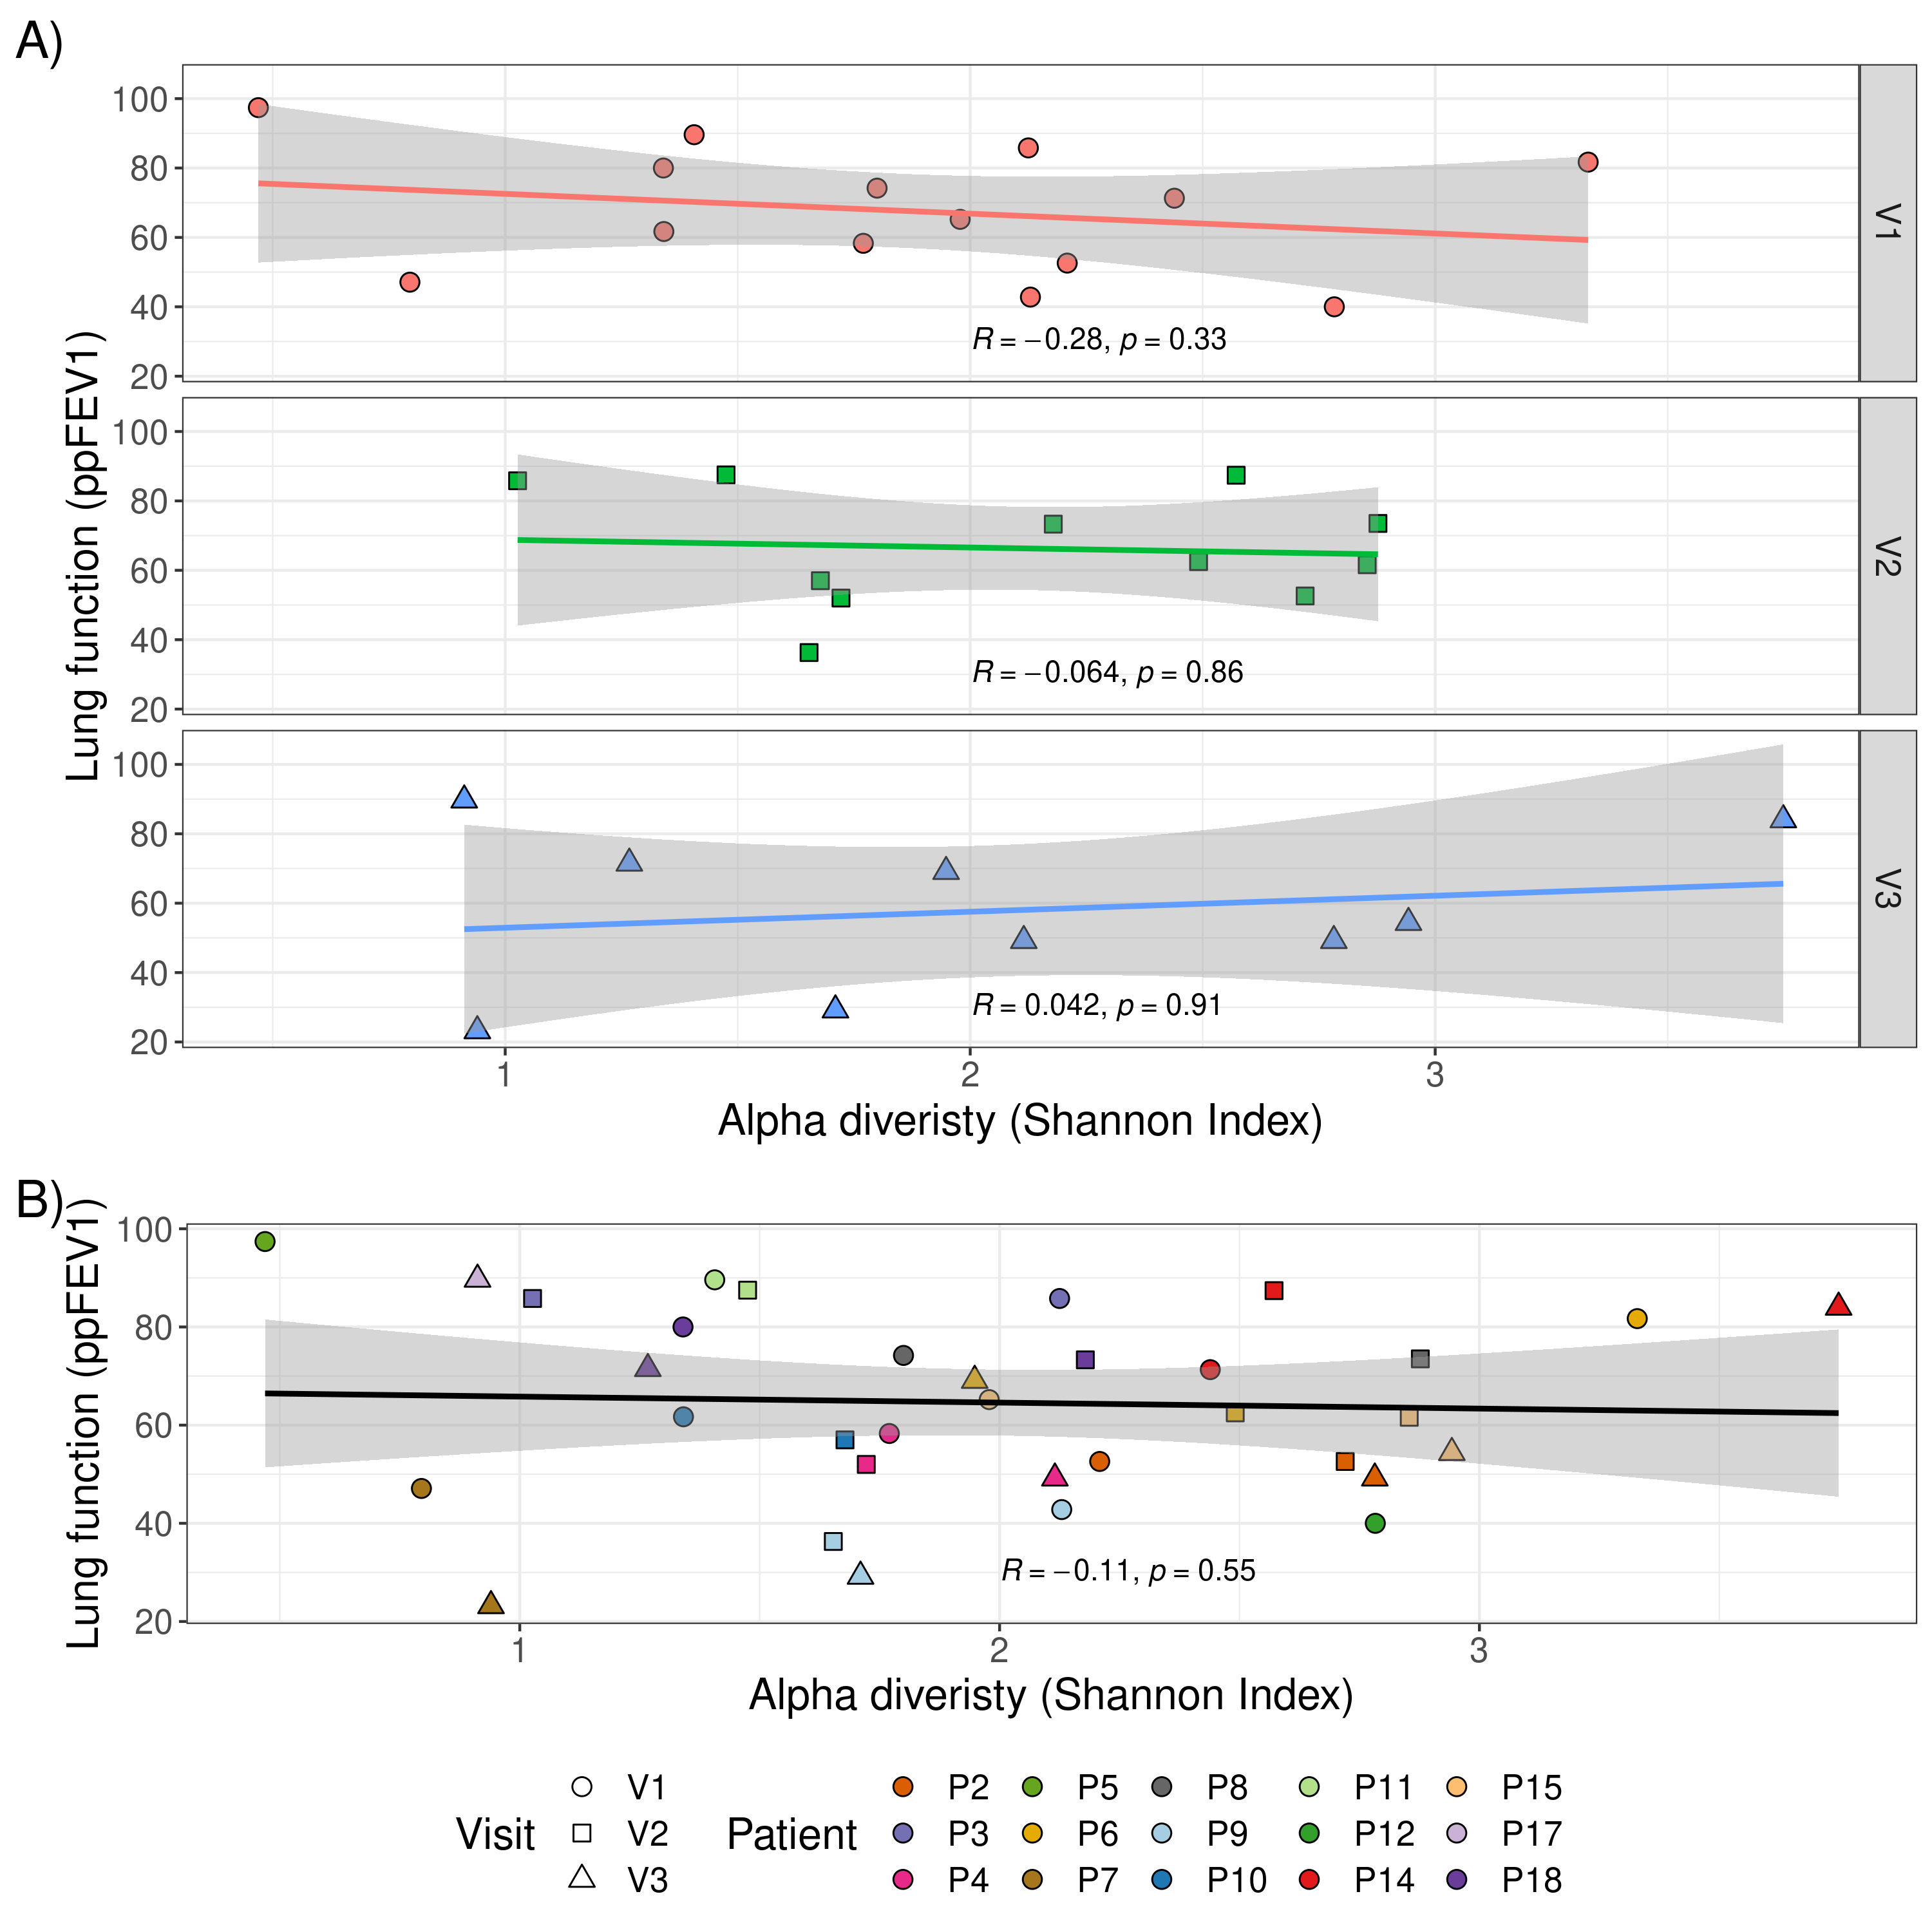 A)
Lung function (ppFEV1)
100
80
60
40
20
R = −0.28, p = 0.33
V1
100
80
60
40
20
R = −0.064, p = 0.86
V2
100
80
60
40
20
R = 0.042, p = 0.91
V3
1 2 3
Alpha diveristy (Shannon Index)
B)
Lung function (ppFEV1)
100
80
60
40
20
R = −0.11, p = 0.55
1 2 3
Alpha diveristy (Shannon Index)
Visit
V1
V2
V3
Patient
P2 P5 P8 P11 P15
P3 P6 P9 P12 P17
P4 P7 P10 P14 P18